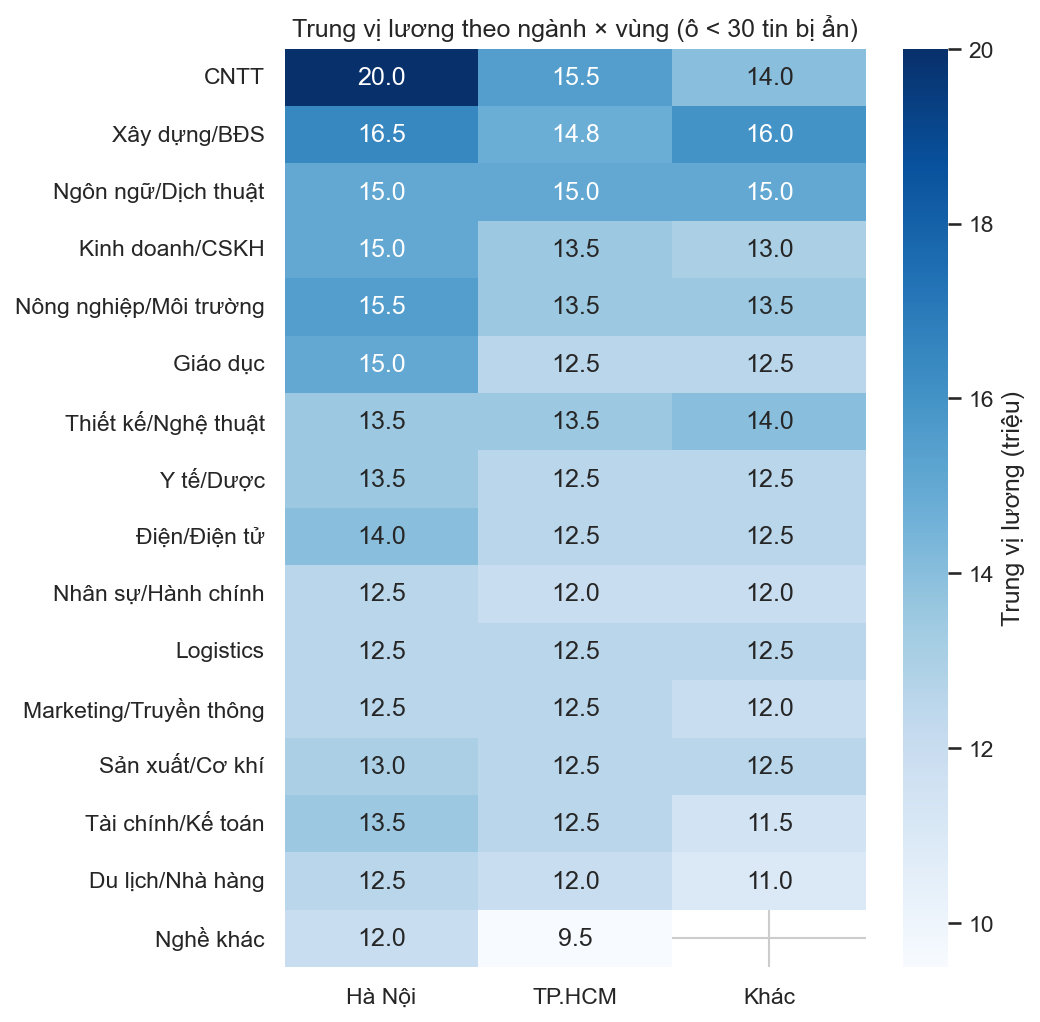 Trung vị lương theo ngành × vùng (ô < 30 tin bị ẩn)
CNTT 20.0 15.5 14.0
Xây dựng/BĐS 16.5 14.8 16.0
Ngôn ngữ/Dịch thuật 15.0 15.0 15.0
Kinh doanh/CSKH 15.0 13.5 13.0
Nông nghiệp/Môi trường 15.5 13.5 13.5
Giáo dục 15.0 12.5 12.5
Thiết kế/Nghệ thuật 13.5 13.5 14.0
Y tế/Dược 13.5 12.5 12.5
Điện/Điện tử 14.0 12.5 12.5
Nhân sự/Hành chính 12.5 12.0 12.0
Logistics 12.5 12.5 12.5
Marketing/Truyền thông 12.5 12.5 12.0
Sản xuất/Cơ khí 13.0 12.5 12.5
Tài chính/Kế toán 13.5 12.5 11.5
Du lịch/Nhà hàng 12.5 12.0 11.0
Nghề khác 12.0 9.5
Hà Nội TP.HCM Khác
20
18
16
14
12
10
Trung vị lương (triệu)